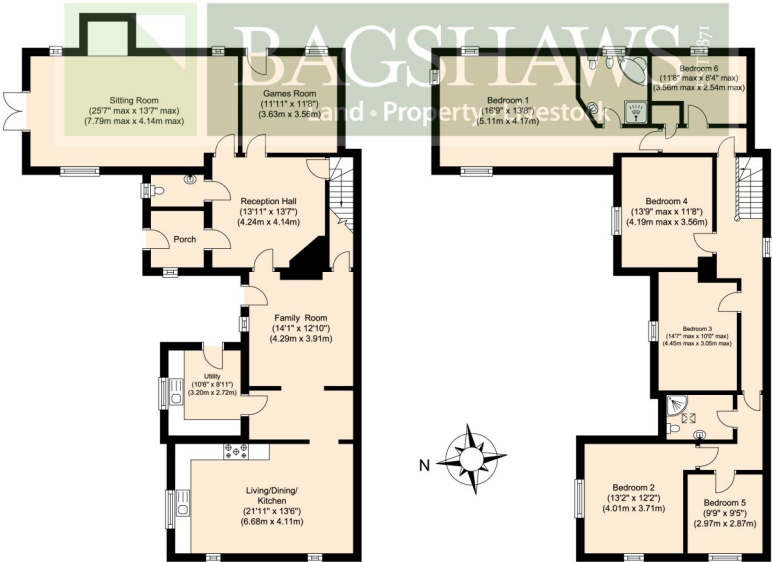 BAGSHAWS
1871
Land • Property • Livestock
Sitting Room
(25'7" max x 13'7" max)
(7.79m max x 4.14m max)
Games Room
(11'11" x 11'8")
(3.63m x 3.56m)
Reception Hall
(13'11" x 13'7")
(4.24m x 4.14m)
Porch
Family Room
(14'1" x 12'10")
(4.29m x 3.91m)
Utility
(10'6" x 8'11")
(3.20m x 2.72m)
Living/Dining/
Kitchen
(21'11" x 13'6")
(6.68m x 4.11m)
N
Bedroom 1
(16'9" x 13'8")
(5.11m x 4.17m)
Bedroom 6
(11'8" max x 8'4" max)
(3.56m max x 2.54m max)
Bedroom 4
(13'9" max x 11'8")
(4.19m max x 3.56m)
Bedroom 3
(14'7" max x 10'0" max)
(4.45m max x 3.05m max)
Bedroom 2
(13'2" x 12'2")
(4.01m x 3.71m)
Bedroom 5
(9'9" x 9'5")
(2.97m x 2.87m)